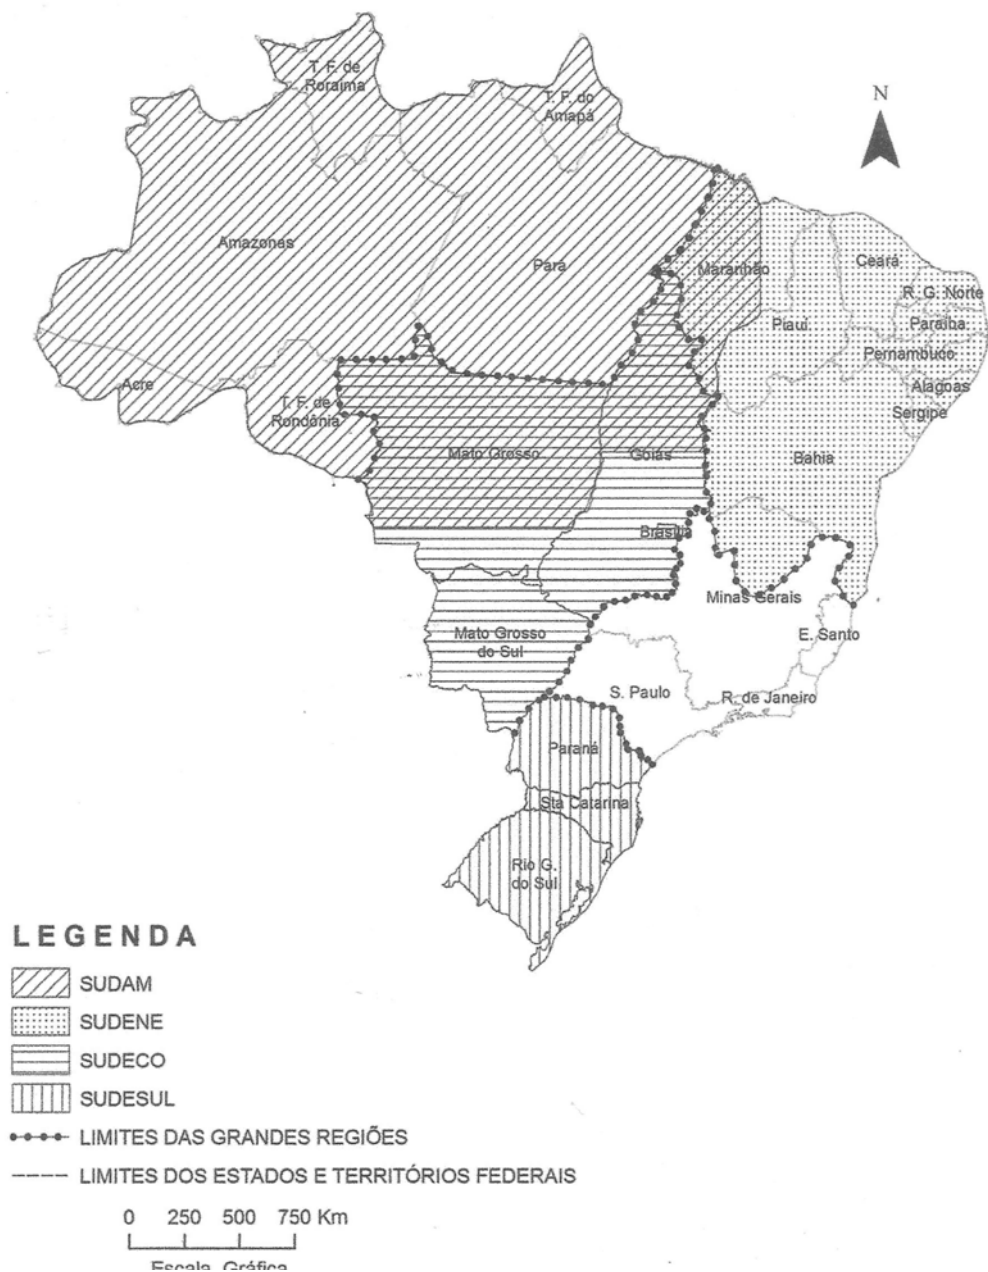 T. F. de
Roraima
T. F. do
Amapá
N
Amazonas
Pará
Maranhão
Ceará
R. G. Norte
Piauí
Paraíba
Pernambuco
Alagoas
Sergipe
Acre
T. F. de
Rondônia
Mato Grosso
Goiás
Bahia
Brasília
Minas Gerais
E. Santo
Mato Grosso
do Sul
S. Paulo
R. de Janeiro
Paraná
Sta Catarina
Rio G.
do Sul
LEGENDA
SUDAM
SUDENE
SUDECO
SUDESUL
LIMITES DAS GRANDES REGIÕES
LIMITES DOS ESTADOS E TERRITÓRIOS FEDERAIS
0 250 500 750 Km
Escala Gráfica